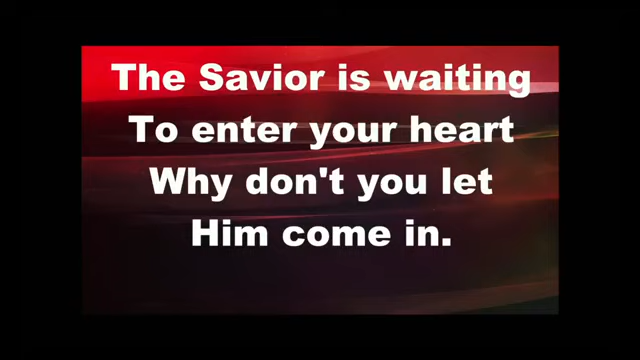 The Savior is waiting
To enter your heart
Why don't you let
Him come in.